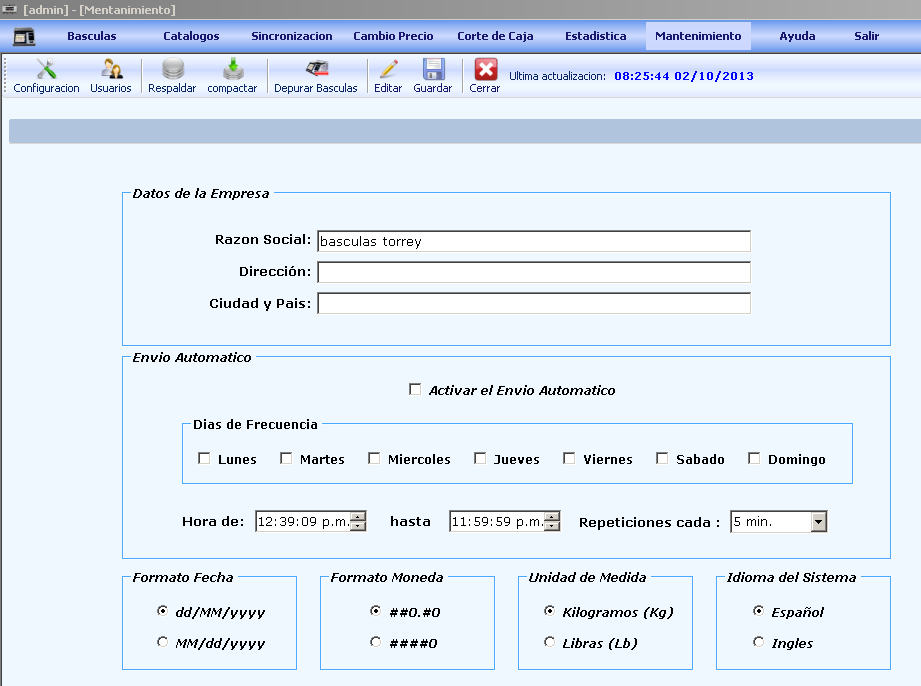 [admin] - [Mentanimiento]
Basculas Catalogos Sincronizacion Cambio Precio Corte de Caja Estadistica Mantenimiento Ayuda Salir
Configuracion Usuarios Respaldar compactar Depurar Basculas Editar Guardar Cerrar Ultima actualizacion: 08:25:44 02/10/2013
Datos de la Empresa
Razon Social: basculas torrey
Dirección:
Ciudad y Pais:
Envio Automatico
Activar el Envio Automatico
Dias de Frecuencia
Lunes Martes Miercoles Jueves Viernes Sabado Domingo
Hora de: 12:39:09 p.m. hasta 11:59:59 p.m. Repeticiones cada : 5 min.
Formato Fecha Formato Moneda Unidad de Medida Idioma del Sistema
dd/MM/yyyy ##0.#0 Kilogramos (Kg) Español
MM/dd/yyyy ####0 Libras (Lb) Ingles